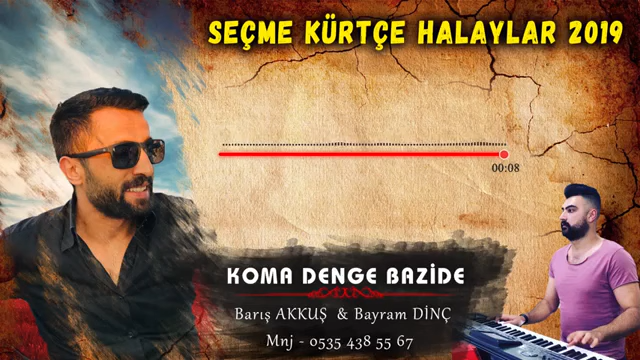 SEÇME KÜRTÇE HALAYLAR 2019
00:08
KOMA DENGE BAZİDE
Barış AKKUŞ & Bayram DİNÇ
Mnj - 0535 438 55 67